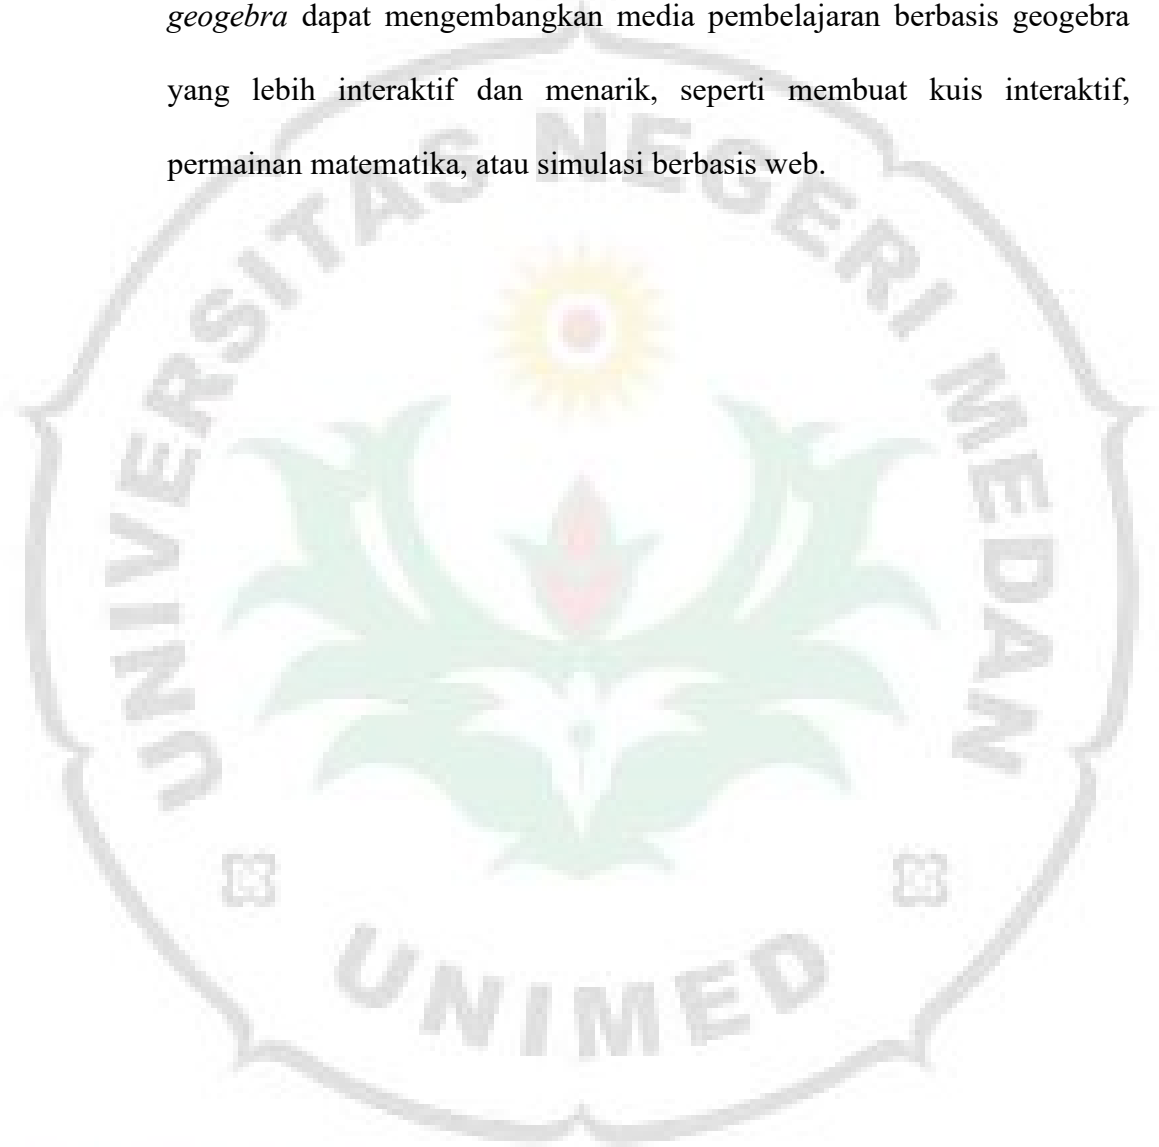 geogebra dapat mengembangkan media pembelajaran berbasis geogebra
yang lebih interaktif dan menarik, seperti membuat kuis interaktif,
permainan matematika, atau simulasi berbasis web.
UNIVERSITAS NEGERI MEDAN
UNIMED